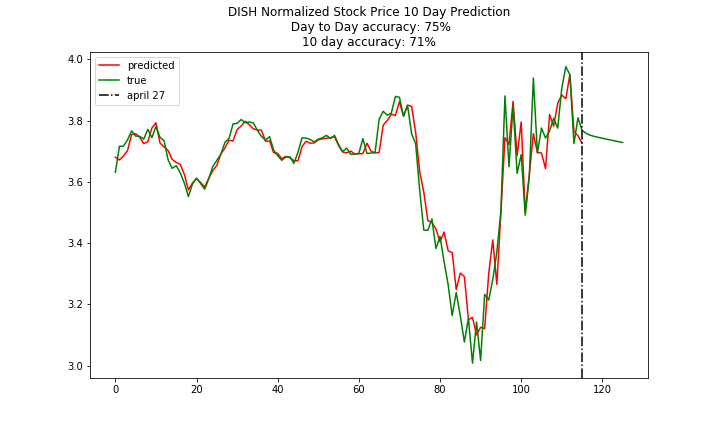 DISH Normalized Stock Price 10 Day Prediction
Day to Day accuracy: 75%
10 day accuracy: 71%
predicted
true
april 27
4.0
3.8
3.6
3.4
3.2
3.0
0 20 40 60 80 100 120